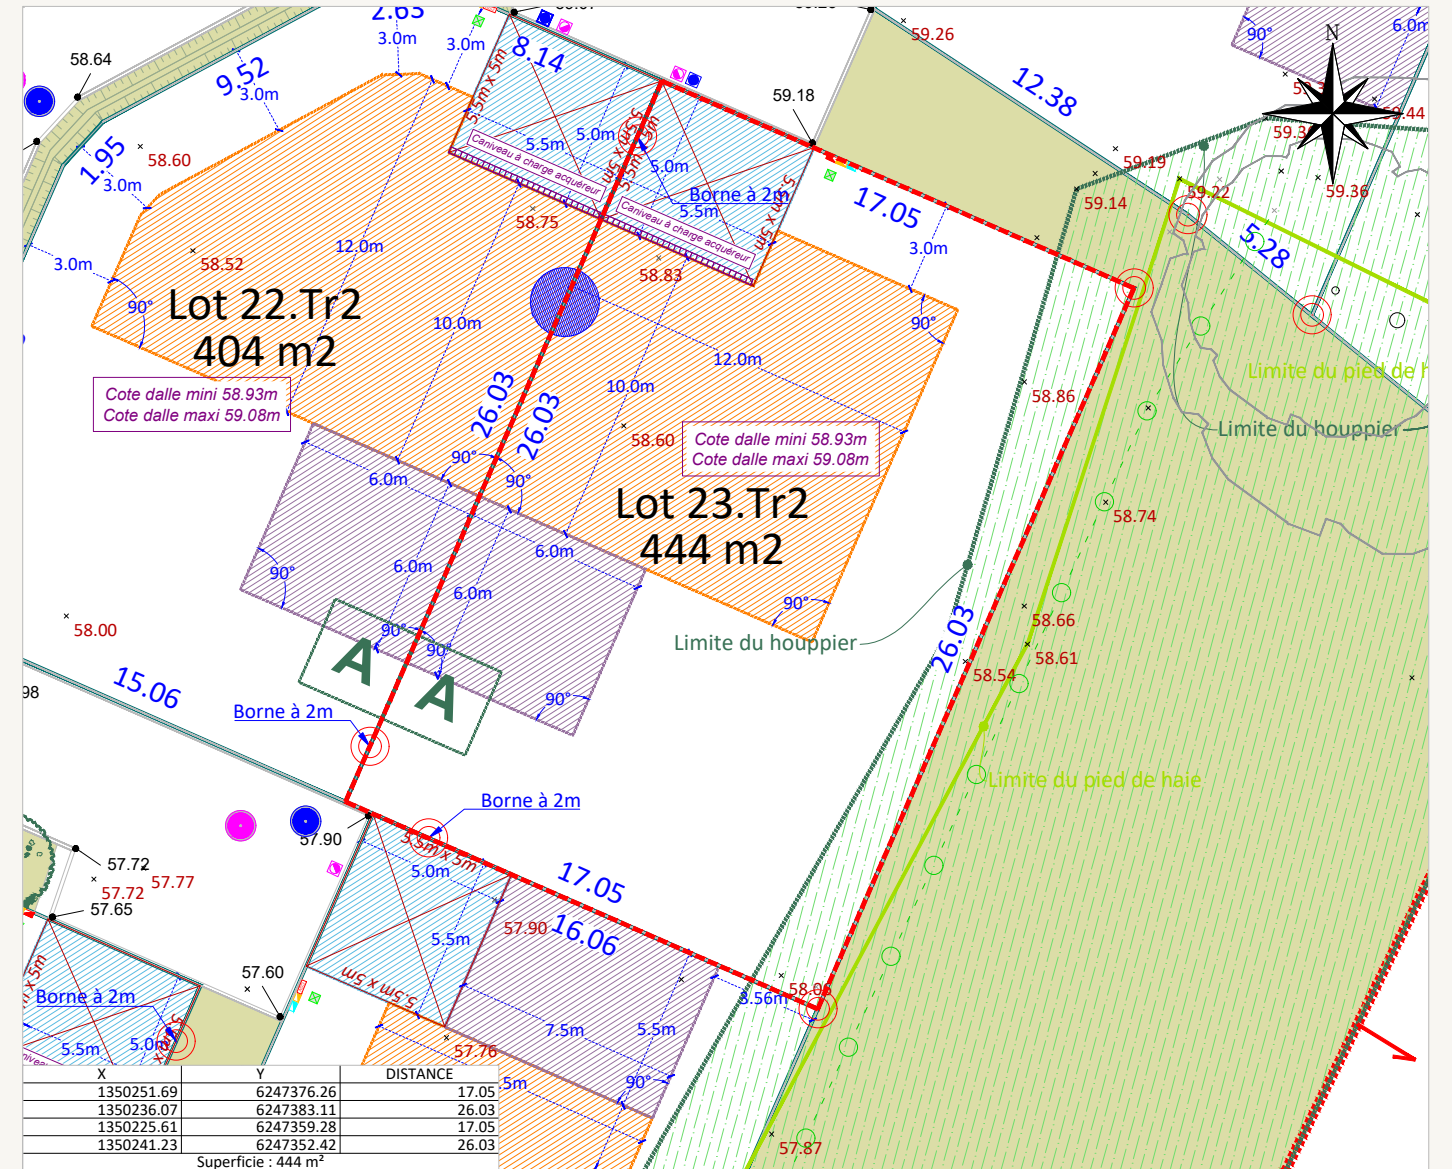 2.63
3.0m
3.0m
8.14
59.26
6.0m
90°
N
58.64
9.52
3.0m
5.5m x 5m
12.38
59.18
59.44
5.0m
5.5m
5.0m
5.5m
Caniveau à charge acquéreur
1.95
58.60
3.0m
59.19
59.22
59.36
59.14
Borne à 2m
5.5m x 5m
58.75
Caniveau à charge acquéreur
17.05
3.0m
5.28
12.0m
3.0m
58.52
58.83
90°
Lot 22.Tr2
404 m2
10.0m
90°
12.0m
Cote dalle mini 58.93m
Cote dalle maxi 59.08m
10.0m
26.03
26.03
58.86
Limite du pied de h
Limite du houppier
58.60
Cote dalle mini 58.93m
Cote dalle maxi 59.08m
90°
90°
6.0m
Lot 23.Tr2
444 m2
58.74
6.0m
90°
6.0m
6.0m
90°
58.00
90°
90°
Limite du houppier
26.03
58.66
58.61
58.54
A
A
90°
15.06
98
Borne à 2m
Limite du pied de haie
Borne à 2m
57.90
5.5m x 5m
5.0m
57.72
57.77
57.72
57.65
17.05
16.06
57.90
5.5m
57.60
5.5m x 5m
Borne à 2m
3.56m
7.5m
5.5m
5.5m
5.0m
57.76
90°
57.87
X Y DISTANCE
1350251.69 6247376.26 17.05
1350236.07 6247383.11 26.03
1350225.61 6247359.28 17.05
1350241.23 6247352.42 26.03
Superficie : 444 m²